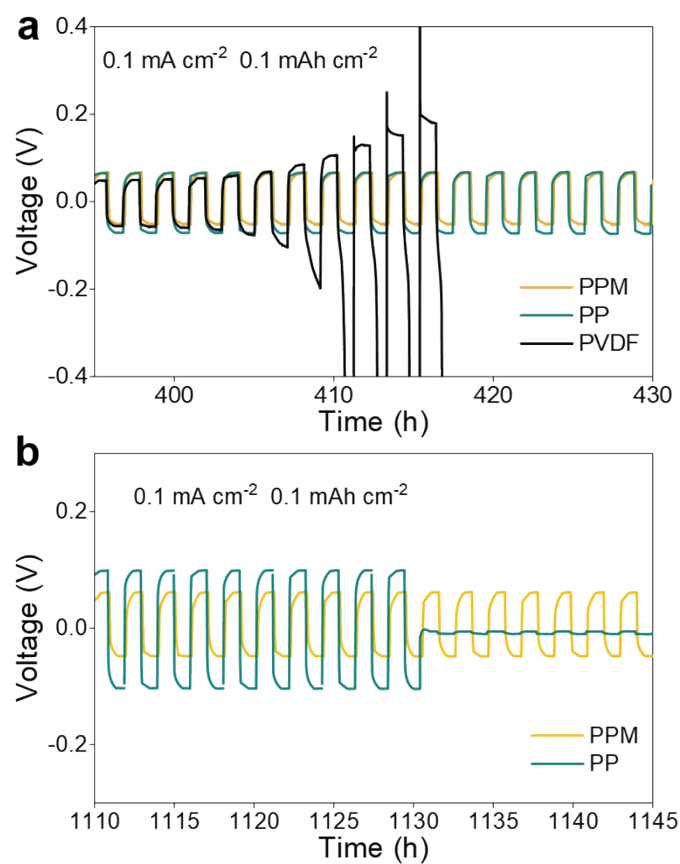 a
0.4
0.1 mA cm⁻² 0.1 mAh cm⁻²
0.2
Voltage (V)
0.0
-0.2
PPM
PP
PVDF
-0.4
400 410 420 430
Time (h)
b
0.1 mA cm⁻² 0.1 mAh cm⁻²
0.2
Voltage (V)
0.0
-0.2
PPM
PP
1110 1115 1120 1125 1130 1135 1140 1145
Time (h)